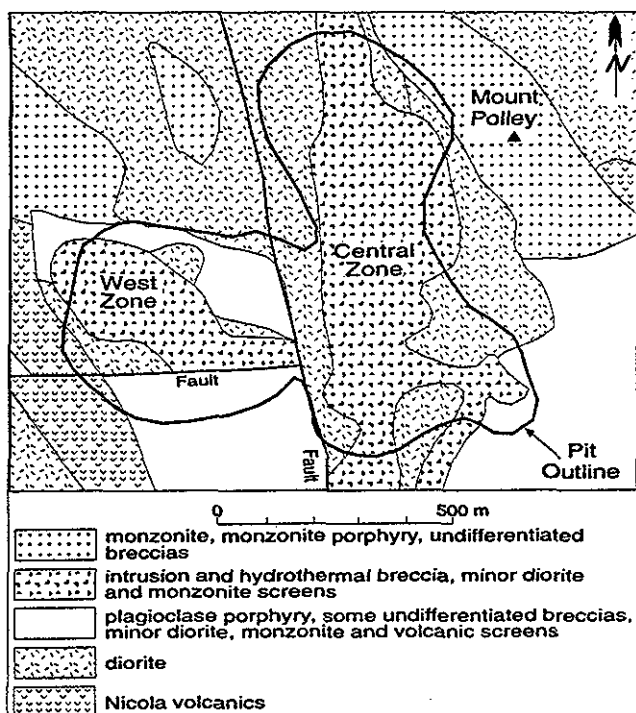 N
Mount
Polley
Central
Zone
West
Zone
Fault
Fault
Pit
Outline
0 500 m
monzonite, monzonite porphyry, undifferentiated
breccias
intrusion and hydrothermal breccia, minor diorite
and monzonite screens
plagioclase porphyry, some undifferentiated breccias,
minor diorite, monzonite and volcanic screens
diorite
Nicola volcanics